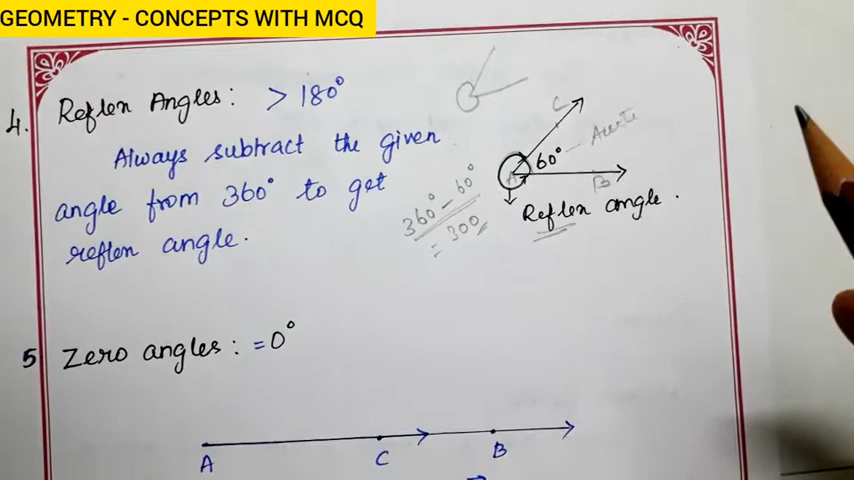 GEOMETRY - CONCEPTS WITH MCQ
4. Reflex Angles: > 180°
Always subtract the given
angle from 360° to get
reflex angle.
C
60° - Acute
A
B
360° - 60°
= 300
Reflex angle.
5 Zero angles: = 0°
A
C
B